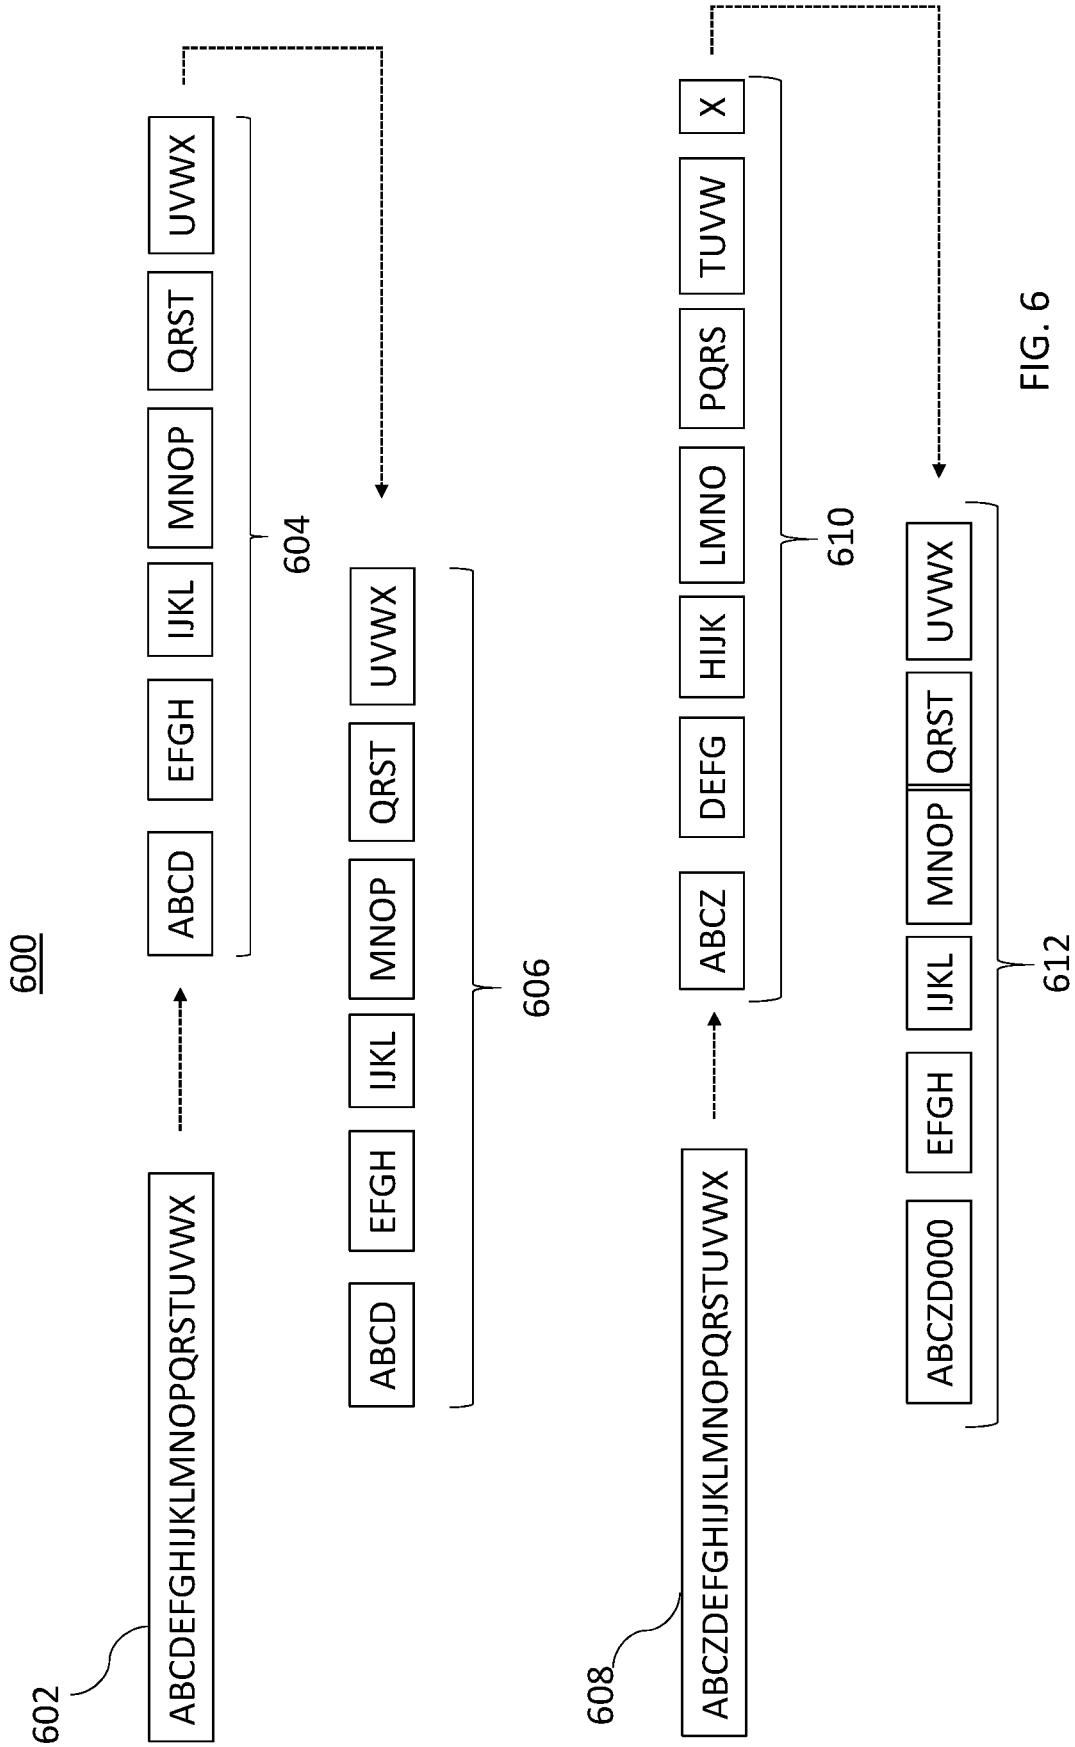 600
602
ABCDEFGHIJKLMNOPQRSTUVWX
ABCD EFGH IJKL MNOP QRST UVWX
604
ABCD EFGH IJKL MNOP QRST UVWX
606
608
ABCZDEFGHIJKLMNOPQRSTUVWX
ABCZ DEFG HIJK LMNO PQRS TUVW X
610
ABCZD000 EFGH IJKL MNOP QRST UVWX
612
FIG. 6